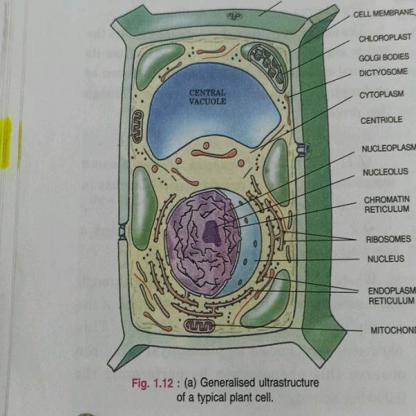 CELL MEMBRANE
CHLOROPLAST
GOLGI BODIES
DICTYOSOME
CENTRAL
VACUOLE
CYTOPLASM
CENTRIOLE
NUCLEOPLASM
NUCLEOLUS
CHROMATIN
RETICULUM
RIBOSOMES
NUCLEUS
ENDOPLASM
RETICULUM
MITOCHOND
Fig. 1.12 : (a) Generalised ultrastructure
of a typical plant cell.